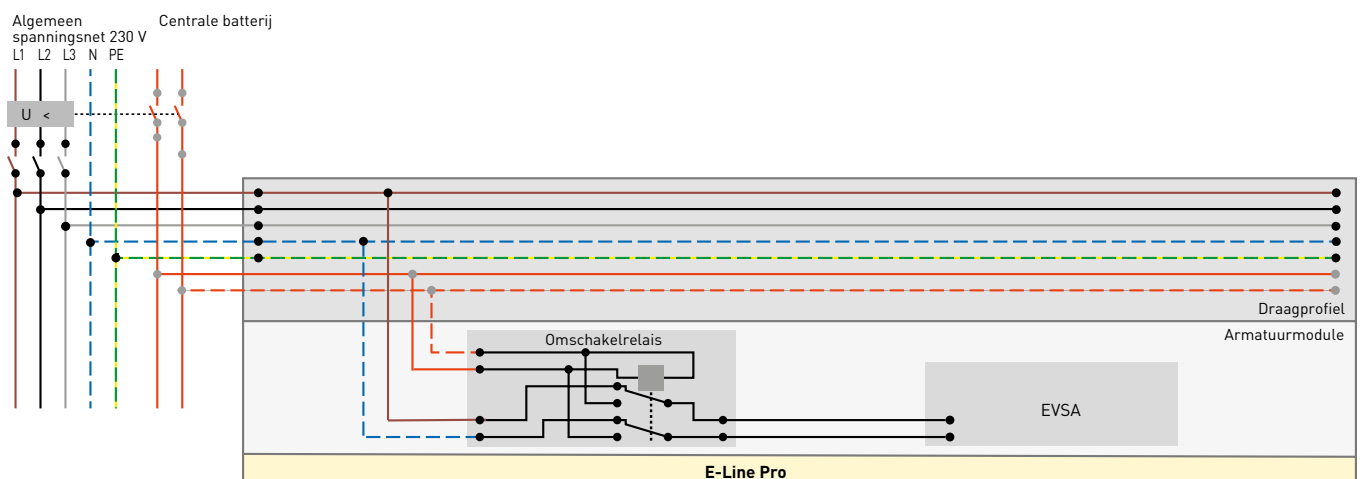 Algemeen
spanningsnet 230 V
Centrale batterij
L1 L2 L3 N PE
U <
Draagprofiel
Armatuurmodule
Omschakelrelais
EVSA
E-Line Pro